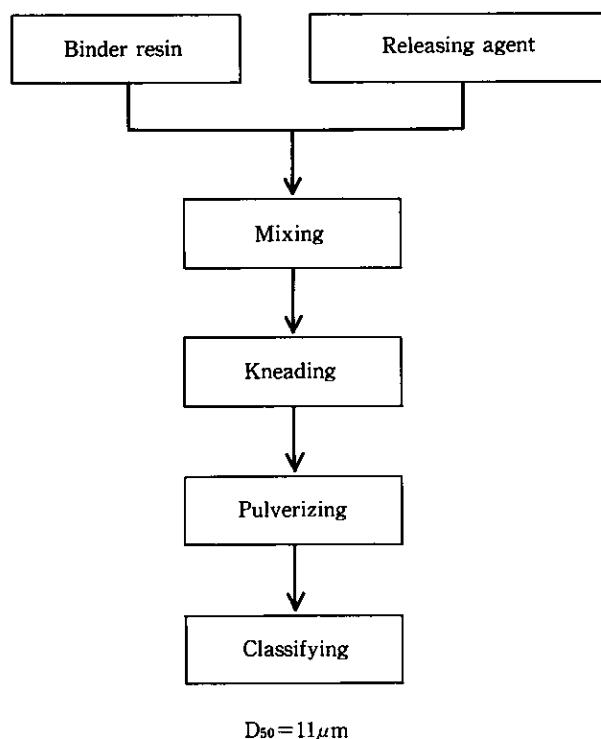 Binder resin
Releasing agent
Mixing
Kneading
Pulverizing
Classifying
D₅₀=11μm